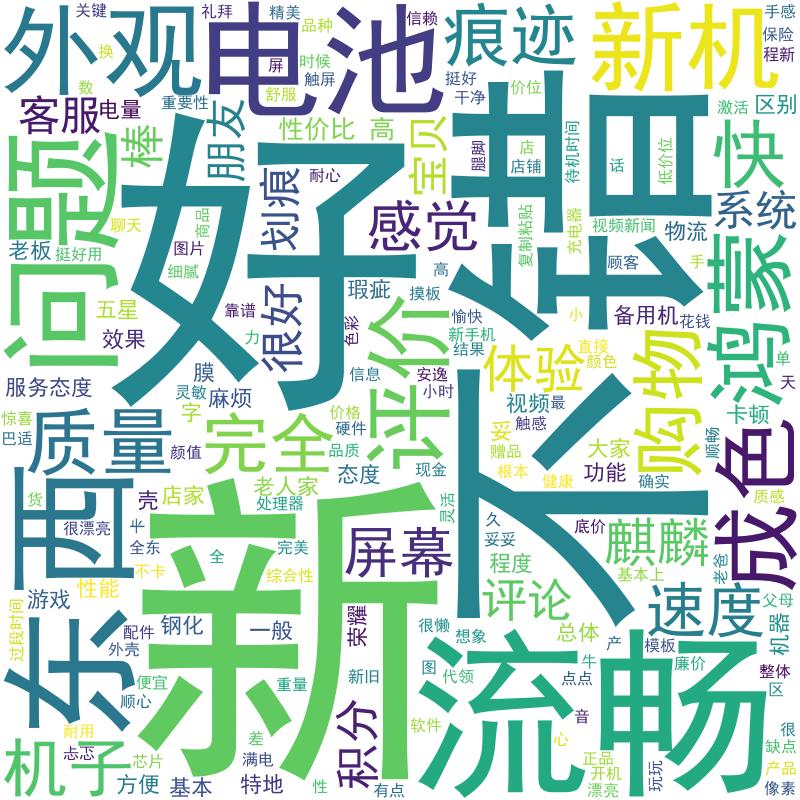 关键
礼拜
精美
品种
信赖
手感
外观
电池
痕迹
新机
保险
程新
换
屏
时候
触屏
挺好
干净
价位
数
舒服
重要性
客服
电量
朋友
性价比
高
宝贝
腿脚
店
店铺
待机时间
话
低价位
激活
区别
问题
棒
好
划痕
耐心
感觉
不错
快
系统
聊天
商品
复制粘贴
充电器
视频新闻
物流
老板
挺好用
图片
细腻
高
顾客
手
鸿蒙
五星
靠谱
瑕疵
摸板
愉快
小
备用机
花钱
效果
力
很好
色彩
评价
新手机
结果
直接
颜色
单
天
服务态度
膜
灵敏
麻烦
信息
安逸
小时
体验
购物
惊喜
巴适
字
价格
硬件
视频
最
触感
卡顿
质量
颜值
完全
品质
妥
赠品
大家
顺畅
成色
态度
现金
根本
功能
确实
货
东西
壳
店家
老人家
处理器
灵活
健康
质感
很漂亮
半
新
屏幕
久
底价
麒麟
老爸
全东
全
完美
妥妥
程度
基本上
不卡
性能
综合性
游戏
评论
速度
父母
过段时间
配件
钢化
一般
荣耀
很懒
想象
总体
产
模板
机器
外壳
图
代领
牛
廉价
整体
便宜
重量
新旧
点点
区
顺心
流畅
耐用
忐忑
积分
软件
音
很
缺点
机子
芯片
差
满电
心
正品
玩玩
产品
方便
基本
特地
性
有点
开机
漂亮
像素